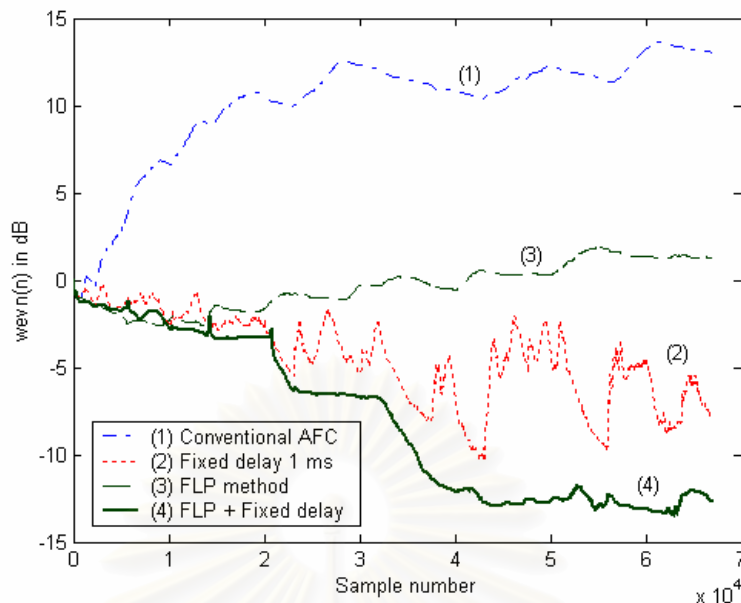 15
10
5
0
-5
-10
-15
wevn(n) in dB
(1)
(3)
(2)
(4)
(1) Conventional AFC
(2) Fixed delay 1 ms
(3) FLP method
(4) FLP + Fixed delay
0 1 2 3 4 5 6 7
Sample number
x 10^4